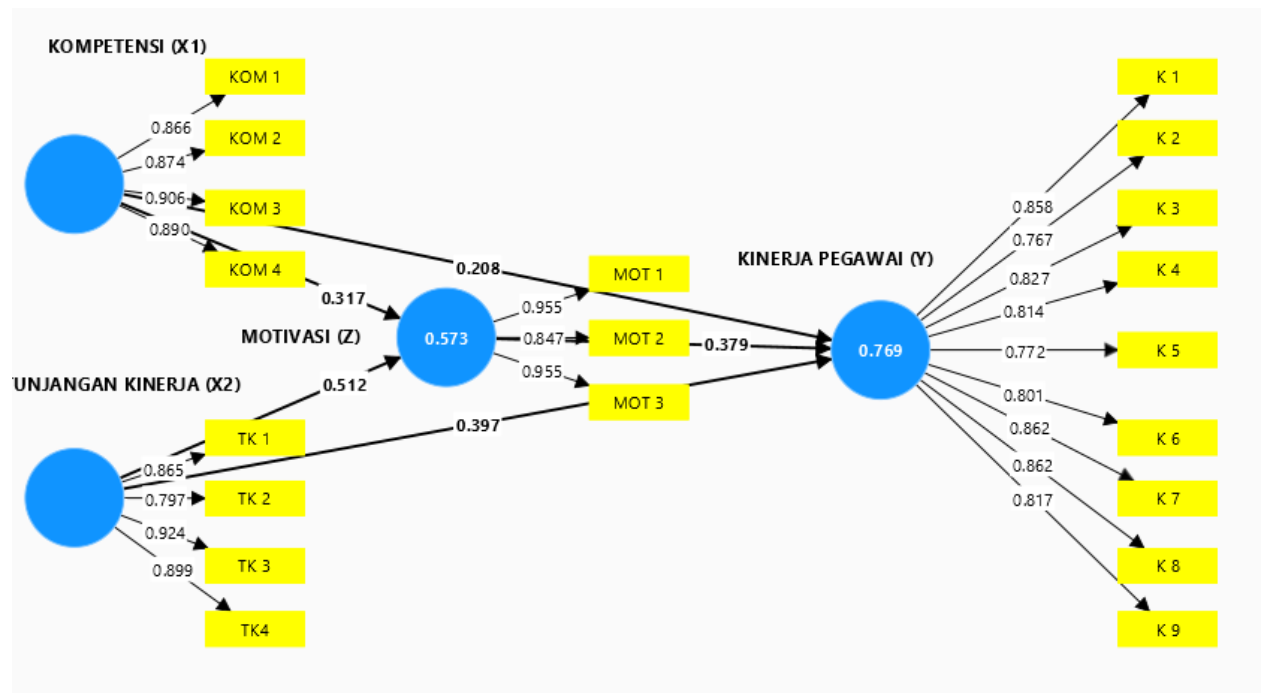 KOMPETENSI (X1)
KOM 1
K 1
0.866
KOM 2
K 2
0.874
0.906
KOM 3
K 3
0.858
0.890
0.767
KOM 4
K 4
0.208
KINERJA PEGAWAI (Y)
MOT 1
0.827
0.317
0.955
0.814
MOTIVASI (Z)
0.573
0.847
MOT 2
0.379
0.769
0.772
K 5
UNJANGAN KINERJA (X2)
0.512
0.955
MOT 3
0.801
0.397
0.862
TK 1
K 6
0.865
0.862
0.797
TK 2
0.817
K 7
0.924
TK 3
K 8
0.899
TK4
K 9